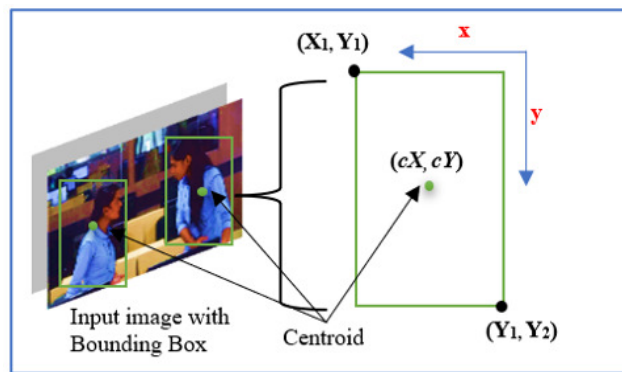 (X₁, Y₁)
x
y
(cX, cY)
(Y₁, Y₂)
Input image with
Bounding Box
Centroid